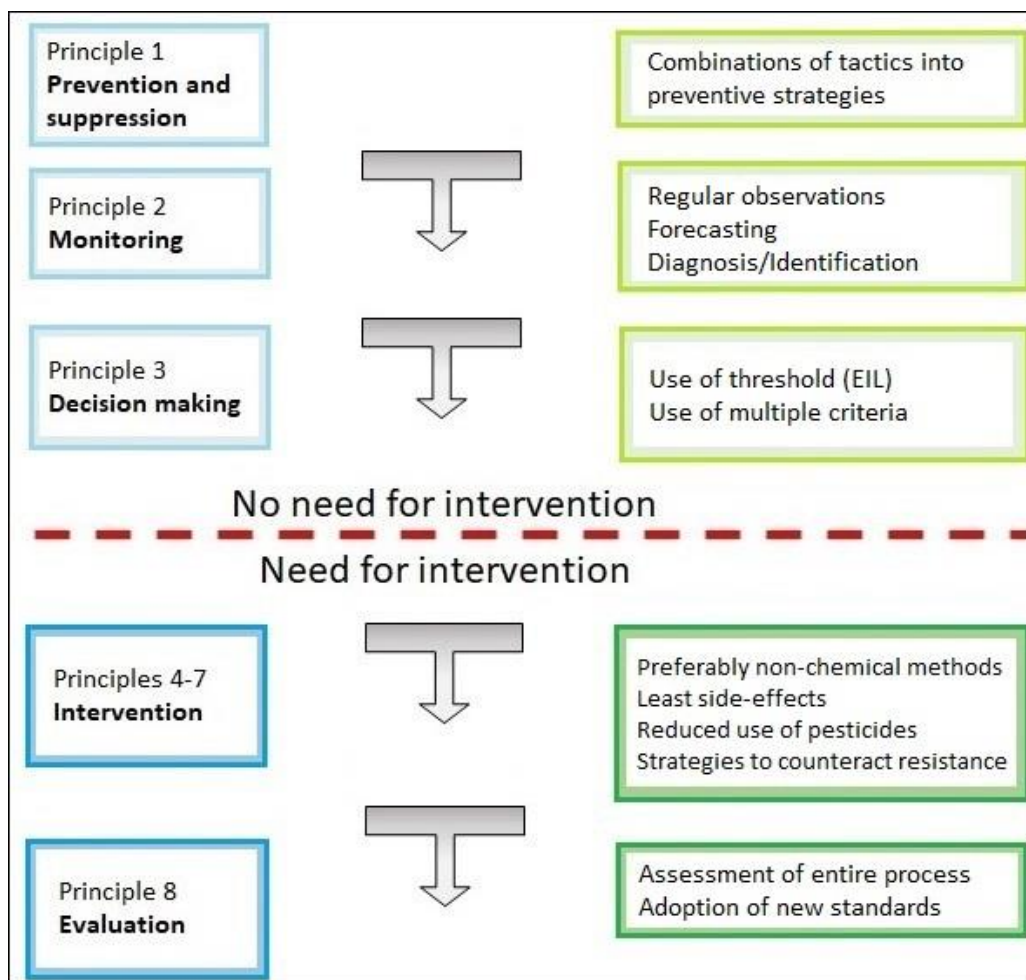 Principle 1
Prevention and
suppression
Combinations of tactics into
preventive strategies
Principle 2
Monitoring
Regular observations
Forecasting
Diagnosis/Identification
Principle 3
Decision making
Use of threshold (EIL)
Use of multiple criteria
No need for intervention
Need for intervention
Principles 4-7
Intervention
Preferably non-chemical methods
Least side-effects
Reduced use of pesticides
Strategies to counteract resistance
Principle 8
Evaluation
Assessment of entire process
Adoption of new standards